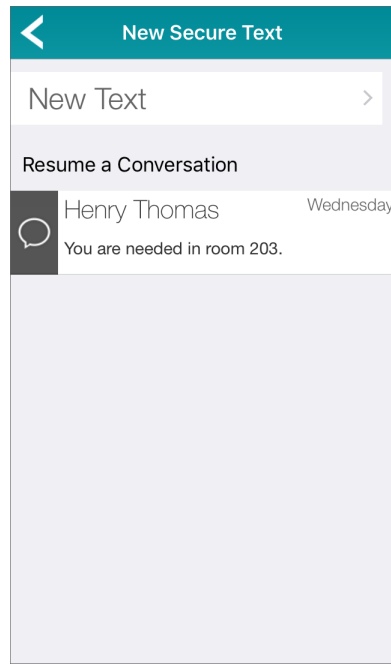 New Secure Text
New Text
Resume a Conversation
Henry Thomas
Wednesday
You are needed in room 203.